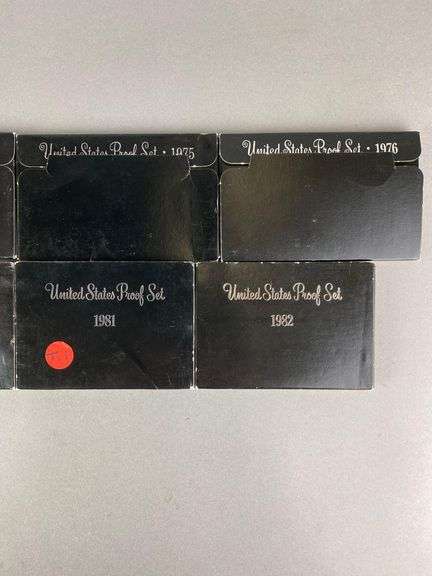 United States Proof Set • 1975
United States Proof Set • 1976
United States Proof Set
1981
United States Proof Set
1982